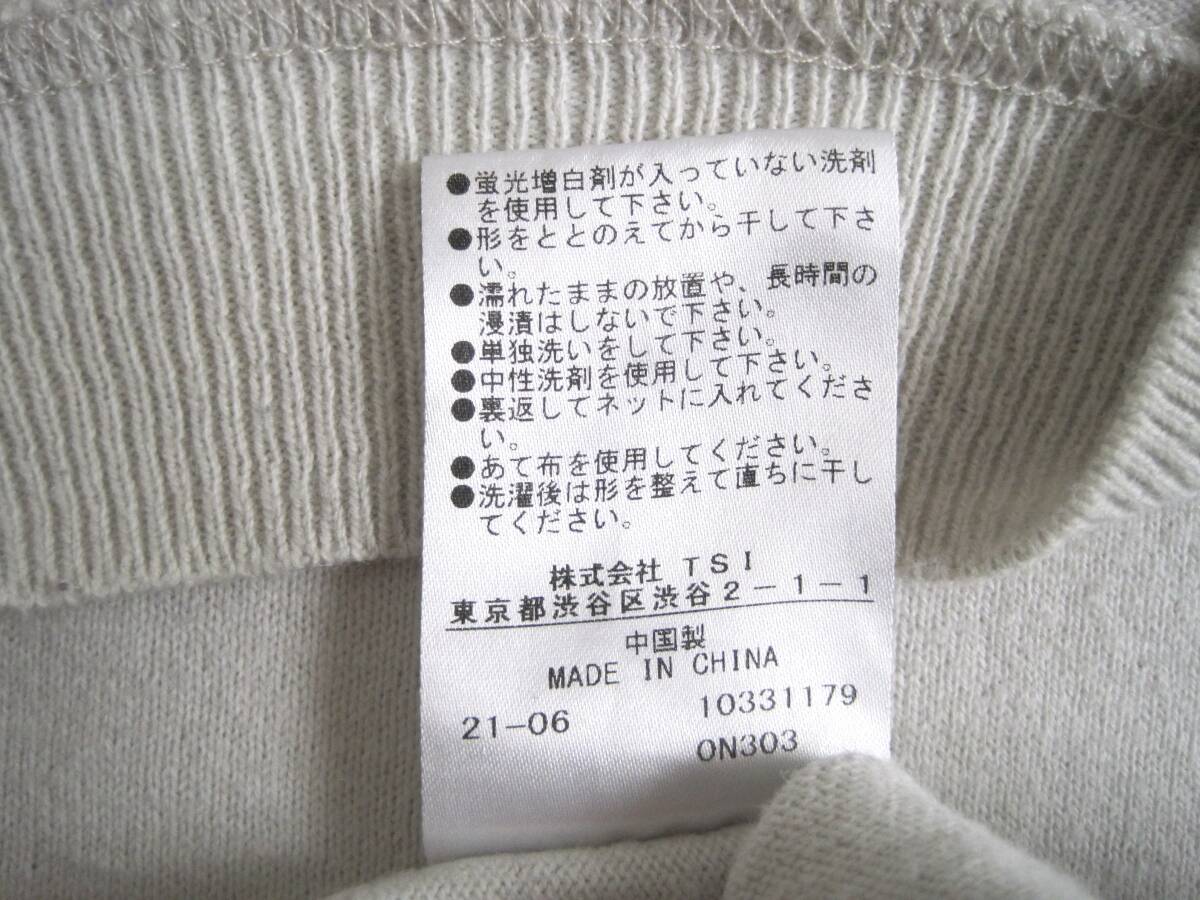 ●蛍光増白剤が入っていない洗剤
を使用して下さい。
●形をととのえてから干して下さ
い。
●濡れたままの放置や、長時間の
浸漬はしないで下さい。
●単独洗いをして下さい。
●中性洗剤を使用して下さい。
●裏返してネットに入れてくださ
い。
●あて布を使用してください。
●洗濯後は形を整えて直ちに干し
てください。
株式会社 TSI
東京都渋谷区渋谷2-1-1
中国製
MADE IN CHINA
21-06 10331179
0N303